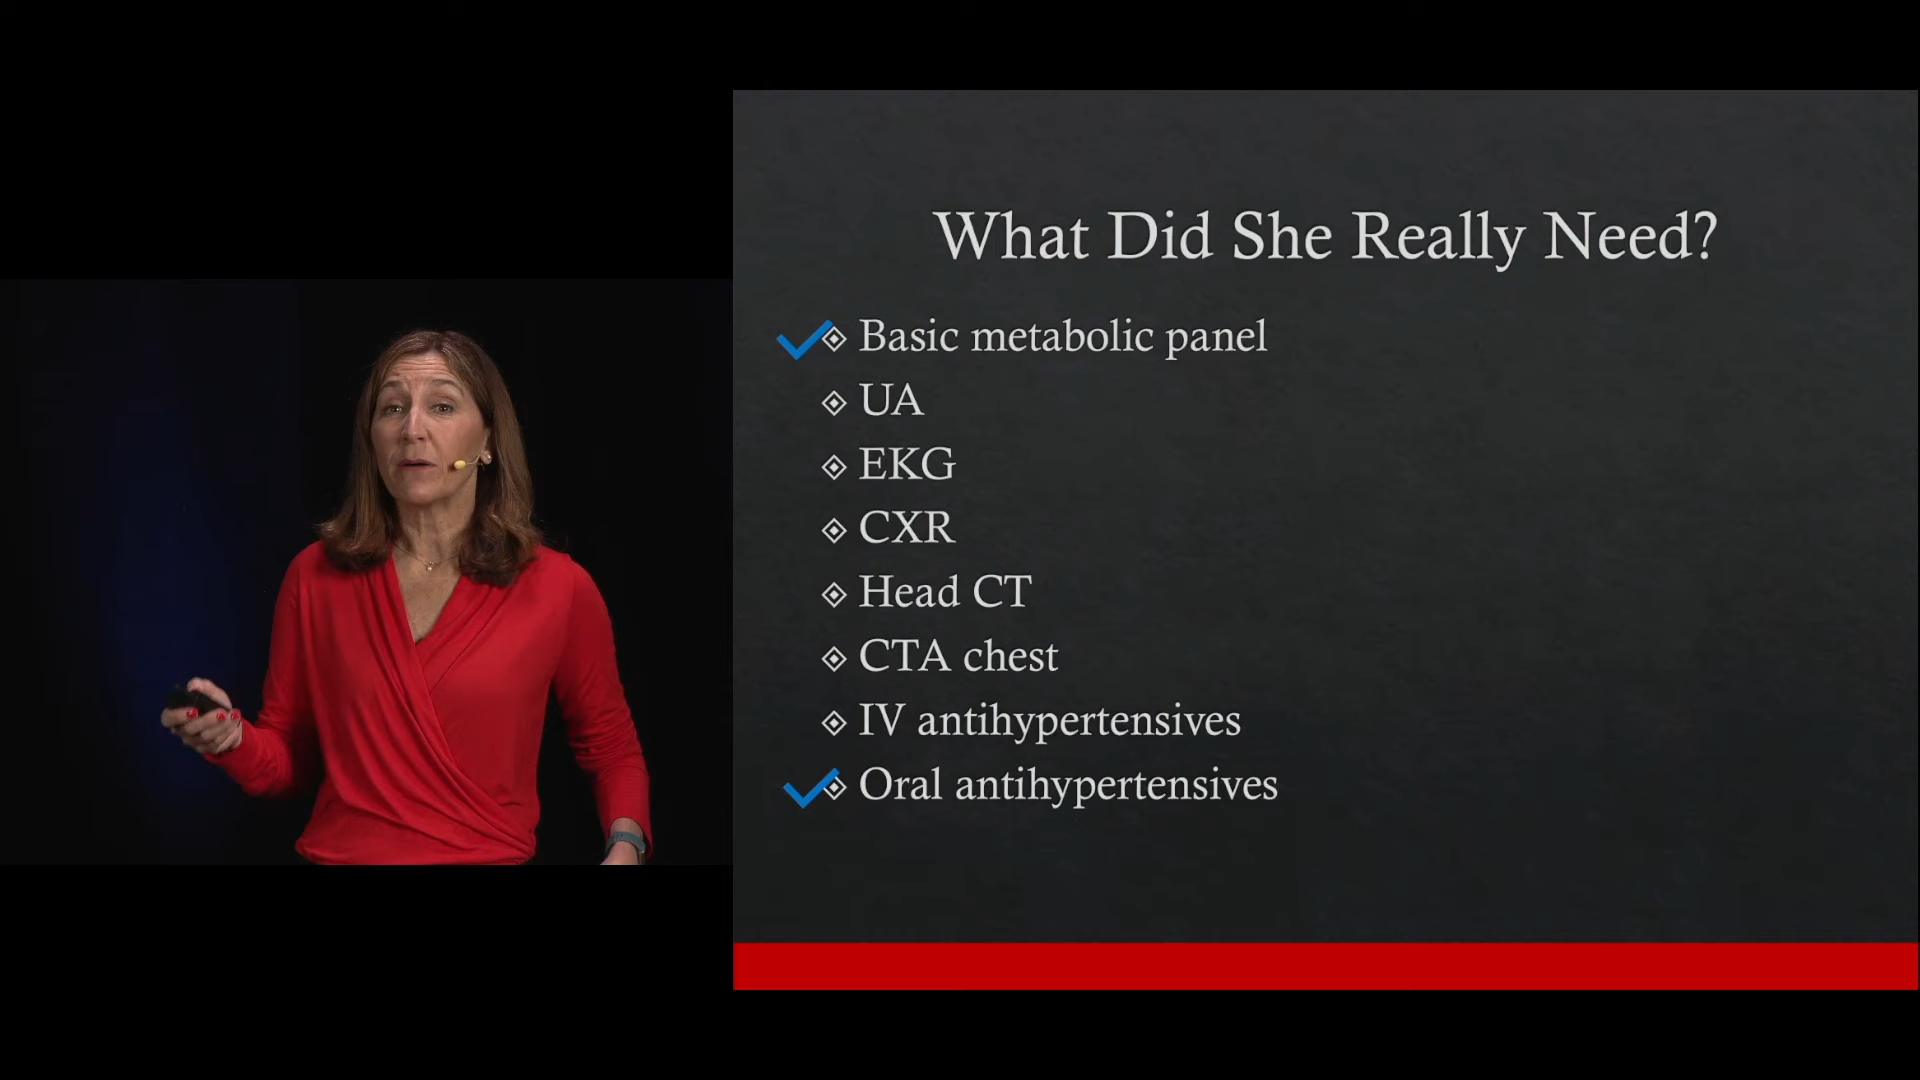 What Did She Really Need?
Basic metabolic panel
UA
EKG
CXR
Head CT
CTA chest
IV antihypertensives
Oral antihypertensives